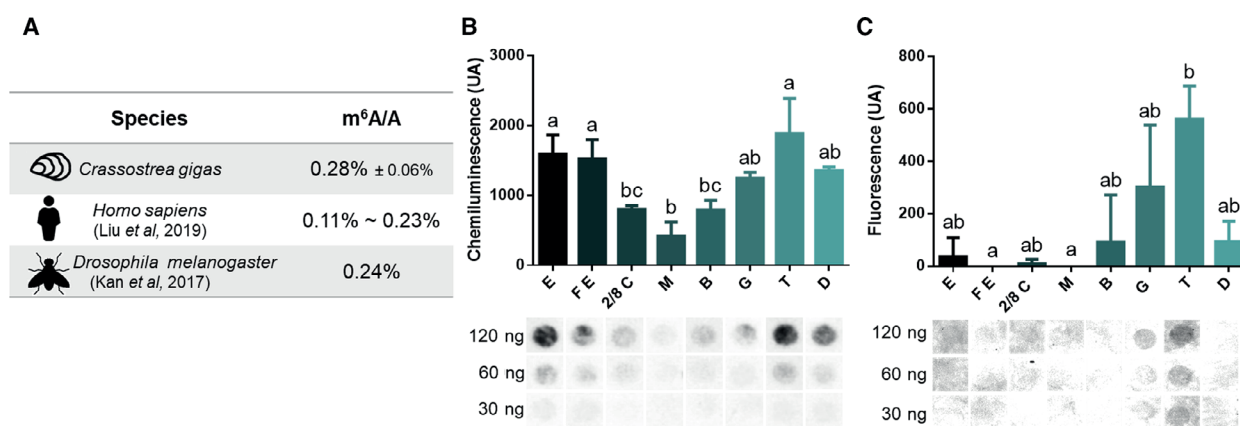 A
Species m⁶A/A
Crassostrea gigas 0.28% ± 0.06%
Homo sapiens
(Liu et al, 2019) 0.11% ~ 0.23%
Drosophila melanogaster
(Kan et al, 2017) 0.24%
B
Chemiluminescence (UA)
3000
2000
1000
0
a a bc b bc ab a ab
E F E 2/8 C M B G T D
120 ng
60 ng
30 ng
C
Fluorescence (UA)
800
600
400
200
0
ab a ab a ab ab b ab
E F E 2/8 C M B G T D
120 ng
60 ng
30 ng